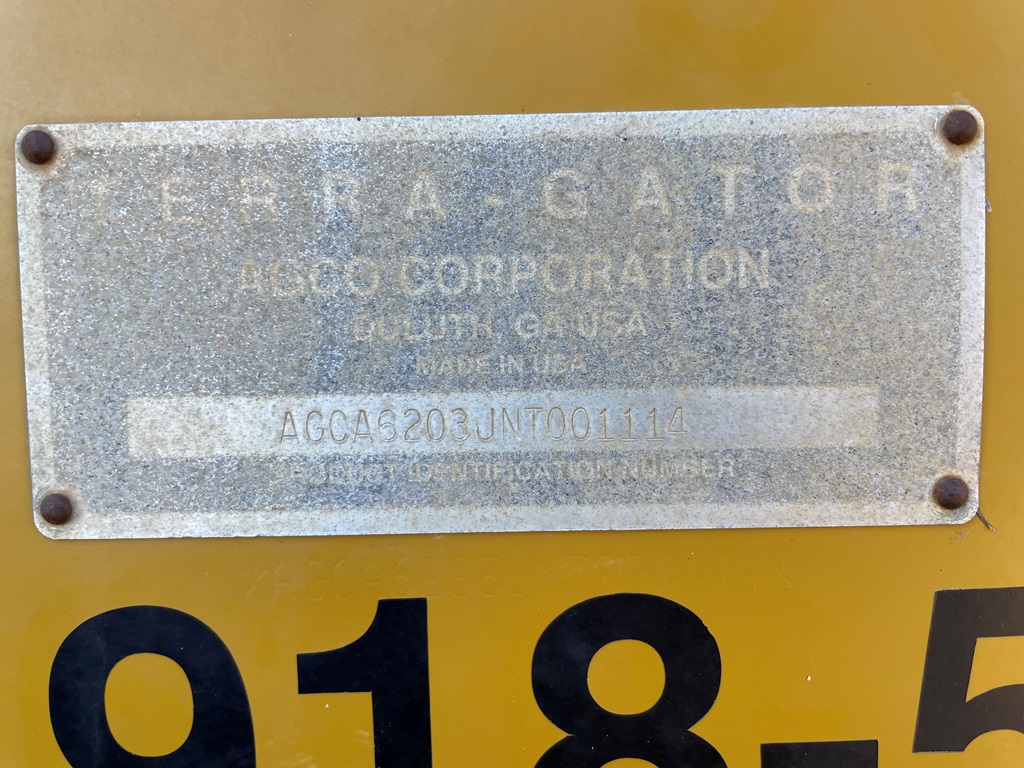 TERRA-GATOR
AGCO CORPORATION
DULUTH, GA USA
MADE IN USA
AGCA6203JNT001114
PRODUCT IDENTIFICATION NUMBER
918-5